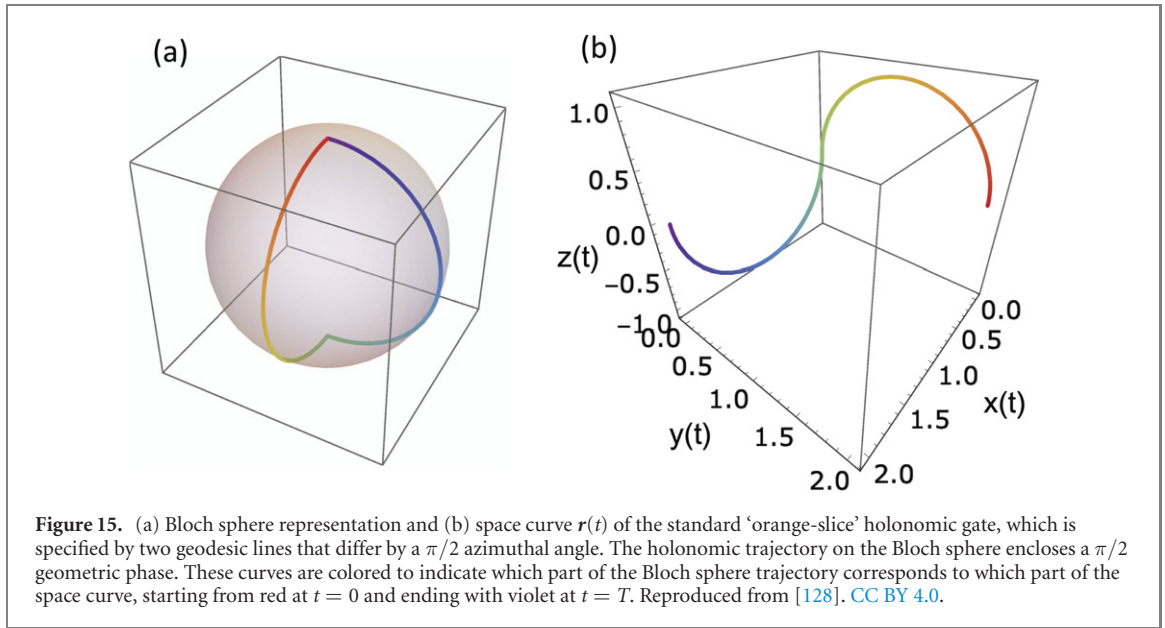 (a)
(b)
1.0
0.5
0.0
z(t)
−0.5
−1.0
0.0
0.5
1.0
y(t)
1.5
2.0
0.0
0.5
1.0
x(t)
1.5
2.0
Figure 15. (a) Bloch sphere representation and (b) space curve r(t) of the standard ‘orange-slice’ holonomic gate, which is
specified by two geodesic lines that differ by a π/2 azimuthal angle. The holonomic trajectory on the Bloch sphere encloses a π/2
geometric phase. These curves are colored to indicate which part of the Bloch sphere trajectory corresponds to which part of the
space curve, starting from red at t = 0 and ending with violet at t = T. Reproduced from [128]. CC BY 4.0.